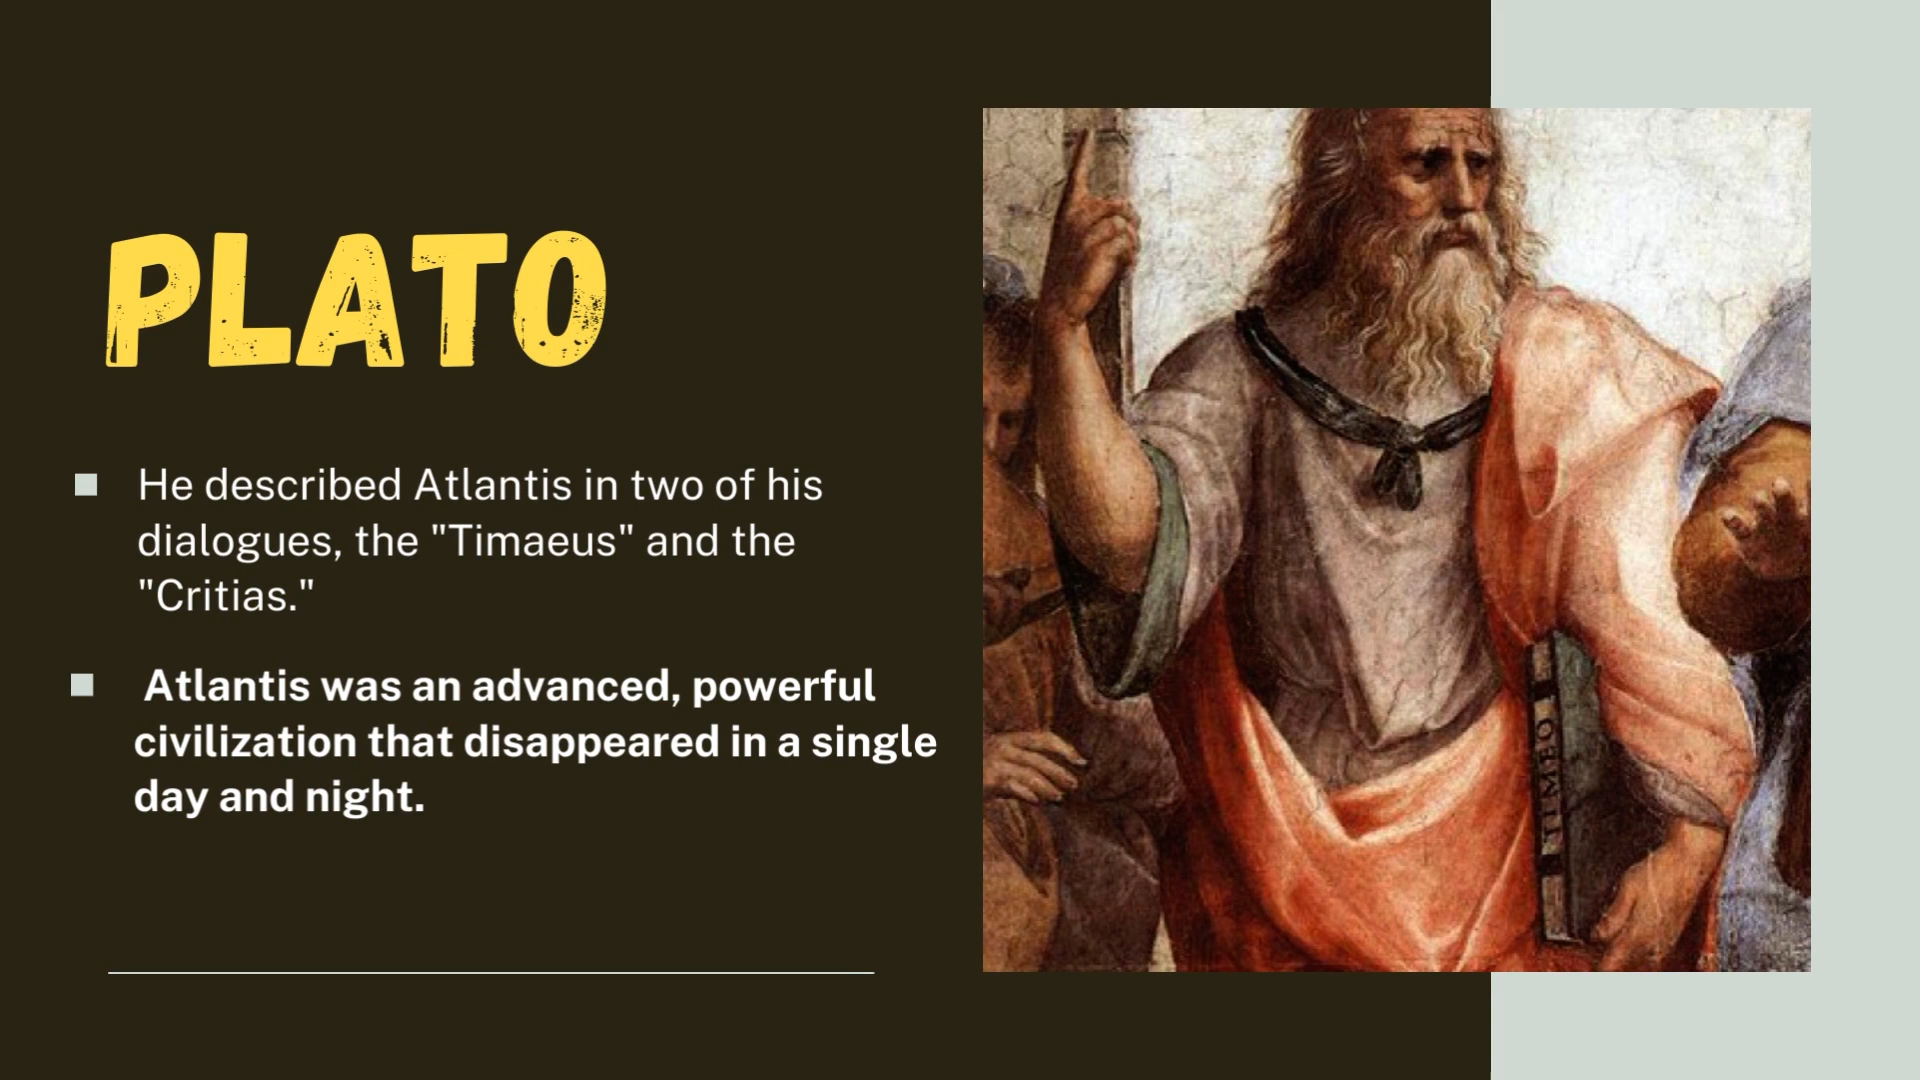 PLATO
He described Atlantis in two of his
dialogues, the "Timaeus" and the
"Critias."
Atlantis was an advanced, powerful
civilization that disappeared in a single
day and night.
TIMEO